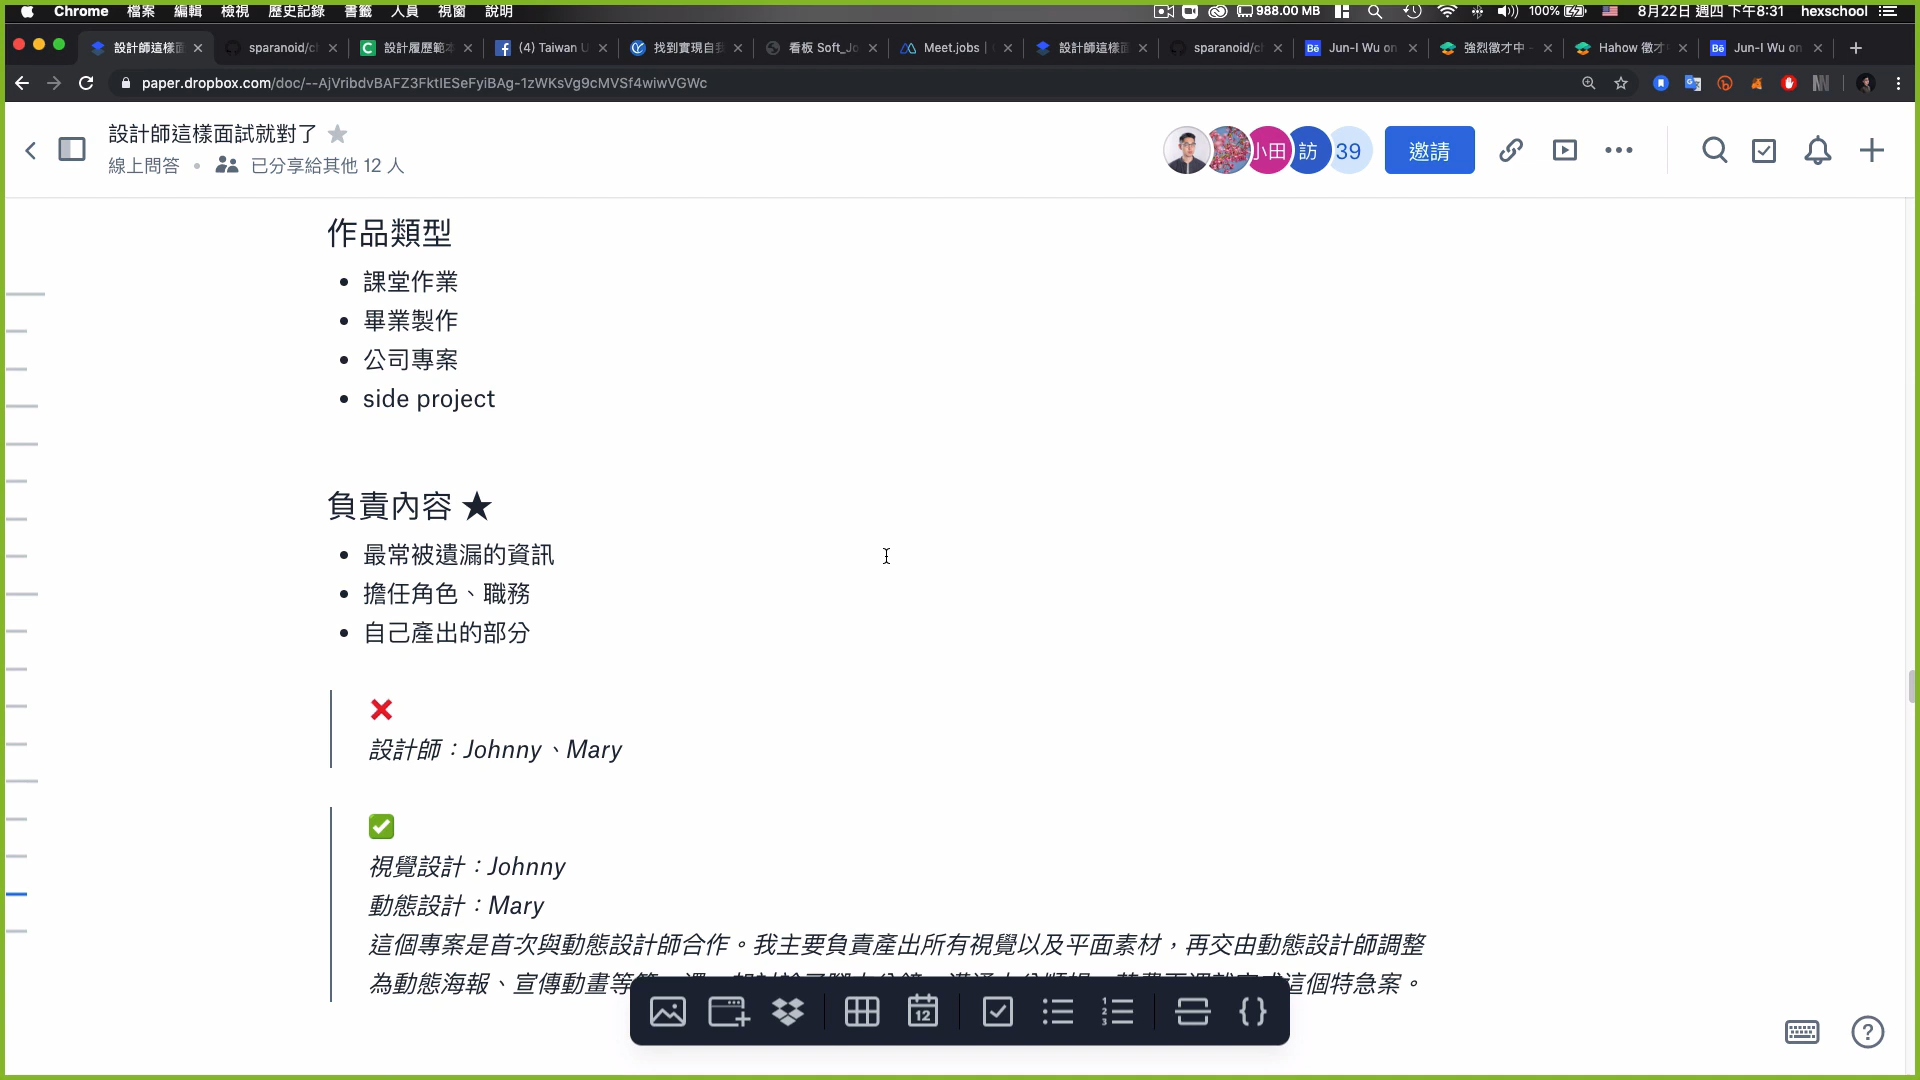 Chrome 檔案 編輯 檢視 歷史記錄 書籤 人員 視窗 說明 988.00 MB 100% 8月22日 週四 下午8:31 hexschool
設計師這樣面 sparanoid/c 設計履歷範本 (4) Taiwan U 找到實現自我 看板 Soft_Jo Meet.jobs | 設計師這樣面 sparanoid/c Jun-I Wu on 強烈徵才中 - Hahow 徵才 Jun-I Wu on
paper.dropbox.com/doc/--AjVribdvBAFZ3FktIESeFyiBAg-1zWKsVg9cMVSf4wiwVGWc
設計師這樣面試就對了
線上問答 • 已分享給其他 12 人
小田 訪 39 邀請
作品類型
• 課堂作業
• 畢業製作
• 公司專案
• side project
負責內容 ★
• 最常被遺漏的資訊
• 擔任角色、職務
• 自己產出的部分
❌
設計師：Johnny、Mary
✅
視覺設計：Johnny
動態設計：Mary
這個專案是首次與動態設計師合作。我主要負責產出所有視覺以及平面素材，再交由動態設計師調整
為動態海報、宣傳動畫等 這個特急案。
12